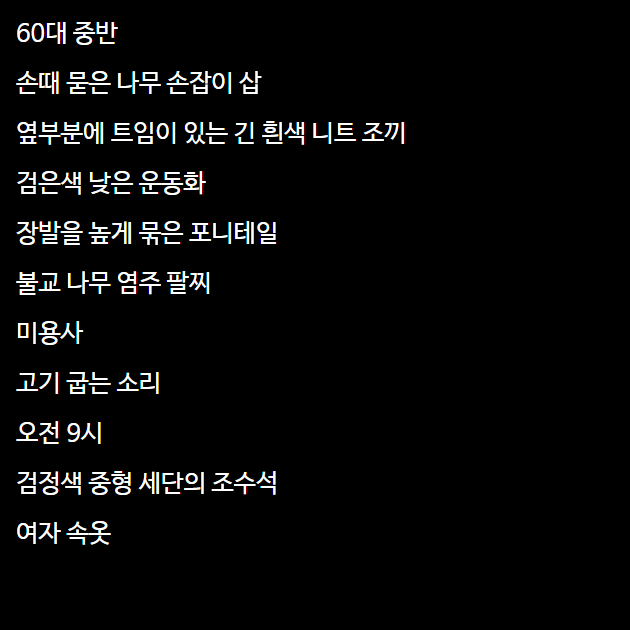 60대 중반
손때 묻은 나무 손잡이 삽
옆부분에 트임이 있는 긴 흰색 니트 조끼
검은색 낮은 운동화
장발을 높게 묶은 포니테일
불교 나무 염주 팔찌
미용사
고기 굽는 소리
오전 9시
검정색 중형 세단의 조수석
여자 속옷